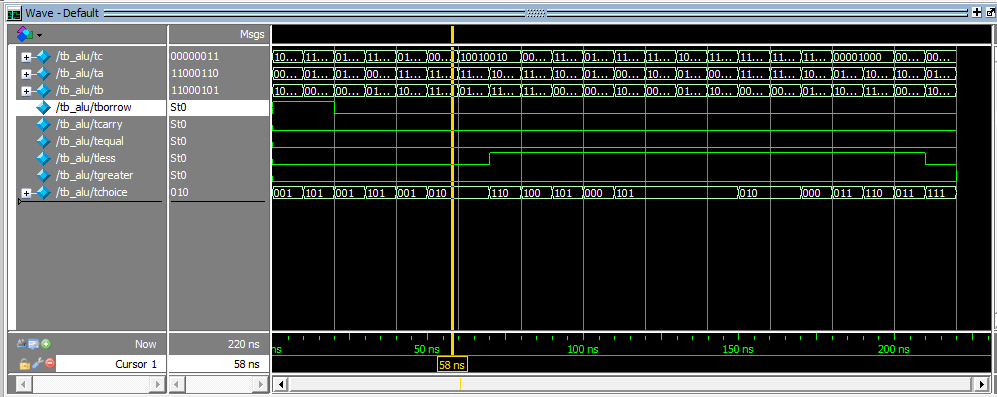 Wave - Default
Msgs
/tb_alu/tc 00000011 10... 11... 01... 11... 01... 00... 10010010 00... 11... 01... 11... 11... 10... 11... 11... 11... 11... 00001000 00... 00...
/tb_alu/ta 11000110 00... 01... 01... 00... 11... 11... 11... 10... 11... 10... 01... 00... 10... 01... 00... 11... 11... 11... 10... 01... 10... 01...
/tb_alu/tb 11000101 10... 00... 00... 01... 10... 11... 01... 11... 11... 00... 00... 10... 00... 01... 10... 00... 01... 11... 00... 11... 00... 10...
/tb_alu/tborrow St0
/tb_alu/tcarry St0
/tb_alu/tequal St0
/tb_alu/tless St0
/tb_alu/tgreater St0
/tb_alu/tchoice 010 001 101 001 101 001 010 110 100 101 000 101 010 000 011 110 011 111
Now 220 ns ns 50 ns 100 ns 150 ns 200 ns
Cursor 1 58 ns 58 ns